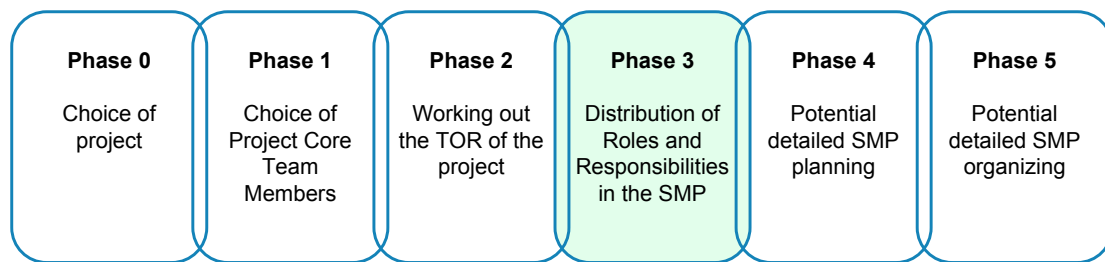 Phase 0
Choice of
project
Phase 1
Choice of
Project Core
Team
Members
Phase 2
Working out
the TOR of the
project
Phase 3
Distribution of
Roles and
Responsibilities
in the SMP
Phase 4
Potential
detailed SMP
planning
Phase 5
Potential
detailed SMP
organizing